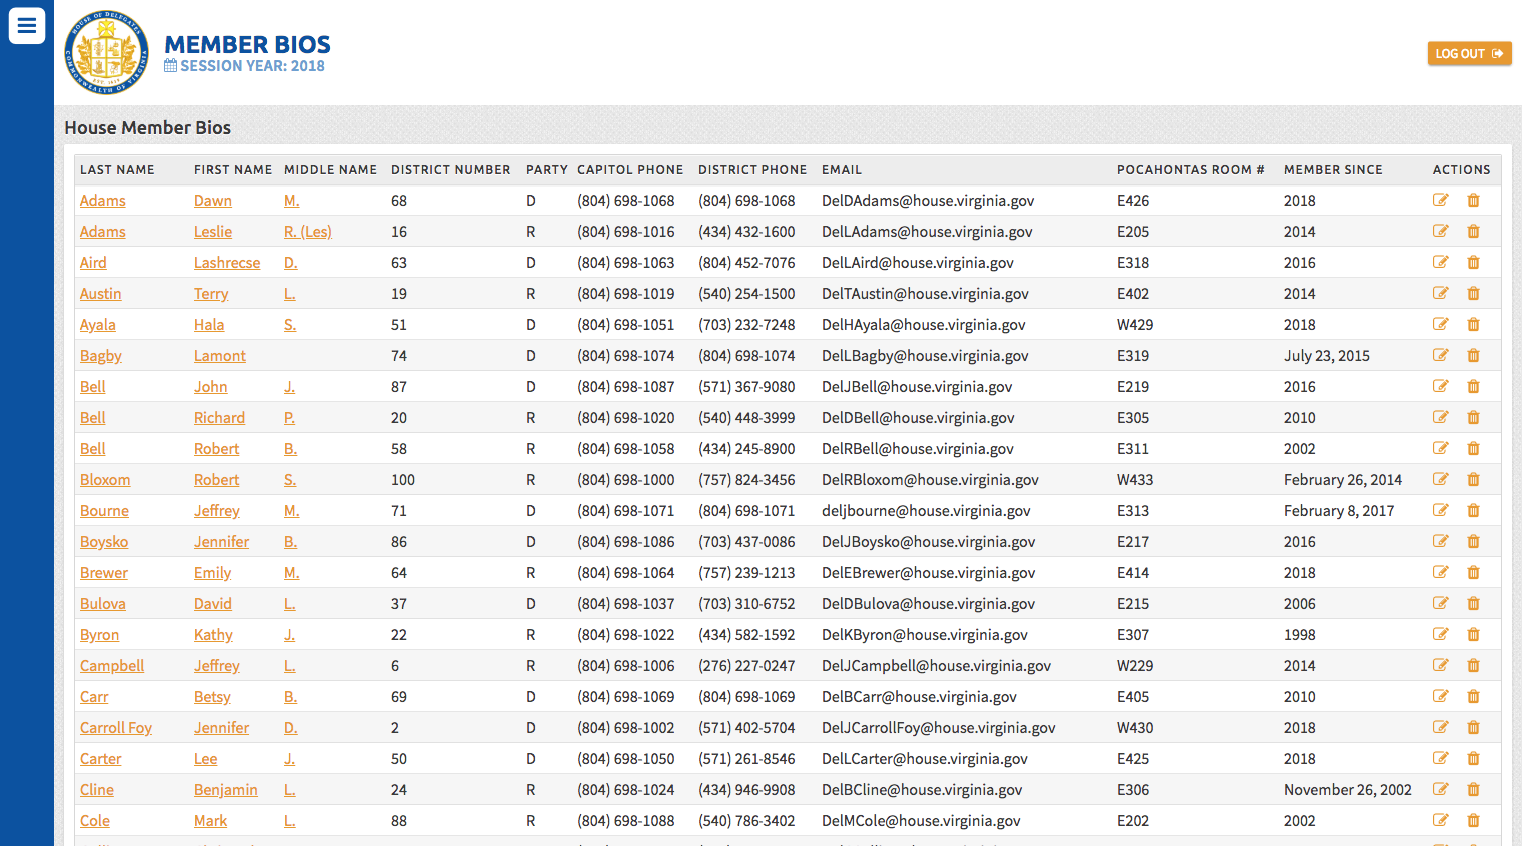 HOUSE OF DELEGATES
COMMONWEALTH OF VIRGINIA
MEMBER BIOS
SESSION YEAR: 2018
LOG OUT
House Member Bios
LAST NAME FIRST NAME MIDDLE NAME DISTRICT NUMBER PARTY CAPITOL PHONE DISTRICT PHONE EMAIL POCAHONTAS ROOM # MEMBER SINCE ACTIONS
Adams Dawn M. 68 D (804) 698-1068 (804) 698-1068 DelDAdams@house.virginia.gov E426 2018
Adams Leslie R. (Les) 16 R (804) 698-1016 (434) 432-1600 DelLAdams@house.virginia.gov E205 2014
Aird Lashrecse D. 63 D (804) 698-1063 (804) 452-7076 DelLAird@house.virginia.gov E318 2016
Austin Terry L. 19 R (804) 698-1019 (540) 254-1500 DelTAustin@house.virginia.gov E402 2014
Ayala Hala S. 51 D (804) 698-1051 (703) 232-7248 DelHAyala@house.virginia.gov W429 2018
Bagby Lamont 74 D (804) 698-1074 (804) 698-1074 DelLBagby@house.virginia.gov E319 July 23, 2015
Bell John J. 87 D (804) 698-1087 (571) 367-9080 DelJBell@house.virginia.gov E219 2016
Bell Richard P. 20 R (804) 698-1020 (540) 448-3999 DelDBell@house.virginia.gov E305 2010
Bell Robert B. 58 R (804) 698-1058 (434) 245-8900 DelRBell@house.virginia.gov E311 2002
Bloxom Robert S. 100 R (804) 698-1000 (757) 824-3456 DelRBloxom@house.virginia.gov W433 February 26, 2014
Bourne Jeffrey M. 71 D (804) 698-1071 (804) 698-1071 deljbourne@house.virginia.gov E313 February 8, 2017
Boysko Jennifer B. 86 D (804) 698-1086 (703) 437-0086 DelJBoysko@house.virginia.gov E217 2016
Brewer Emily M. 64 R (804) 698-1064 (757) 239-1213 DelEBrewer@house.virginia.gov E414 2018
Bulova David L. 37 D (804) 698-1037 (703) 310-6752 DelDBulova@house.virginia.gov E215 2006
Byron Kathy J. 22 R (804) 698-1022 (434) 582-1592 DelKByron@house.virginia.gov E307 1998
Campbell Jeffrey L. 6 R (804) 698-1006 (276) 227-0247 DelJCampbell@house.virginia.gov W229 2014
Carr Betsy B. 69 D (804) 698-1069 (804) 698-1069 DelBCarr@house.virginia.gov E405 2010
Carroll Foy Jennifer D. 2 D (804) 698-1002 (571) 402-5704 DelJCarrollFoy@house.virginia.gov W430 2018
Carter Lee J. 50 D (804) 698-1050 (571) 261-8546 DelLCarter@house.virginia.gov E425 2018
Cline Benjamin L. 24 R (804) 698-1024 (434) 946-9908 DelBCline@house.virginia.gov E306 November 26, 2002
Cole Mark L. 88 R (804) 698-1088 (540) 786-3402 DelMCole@house.virginia.gov E202 2002